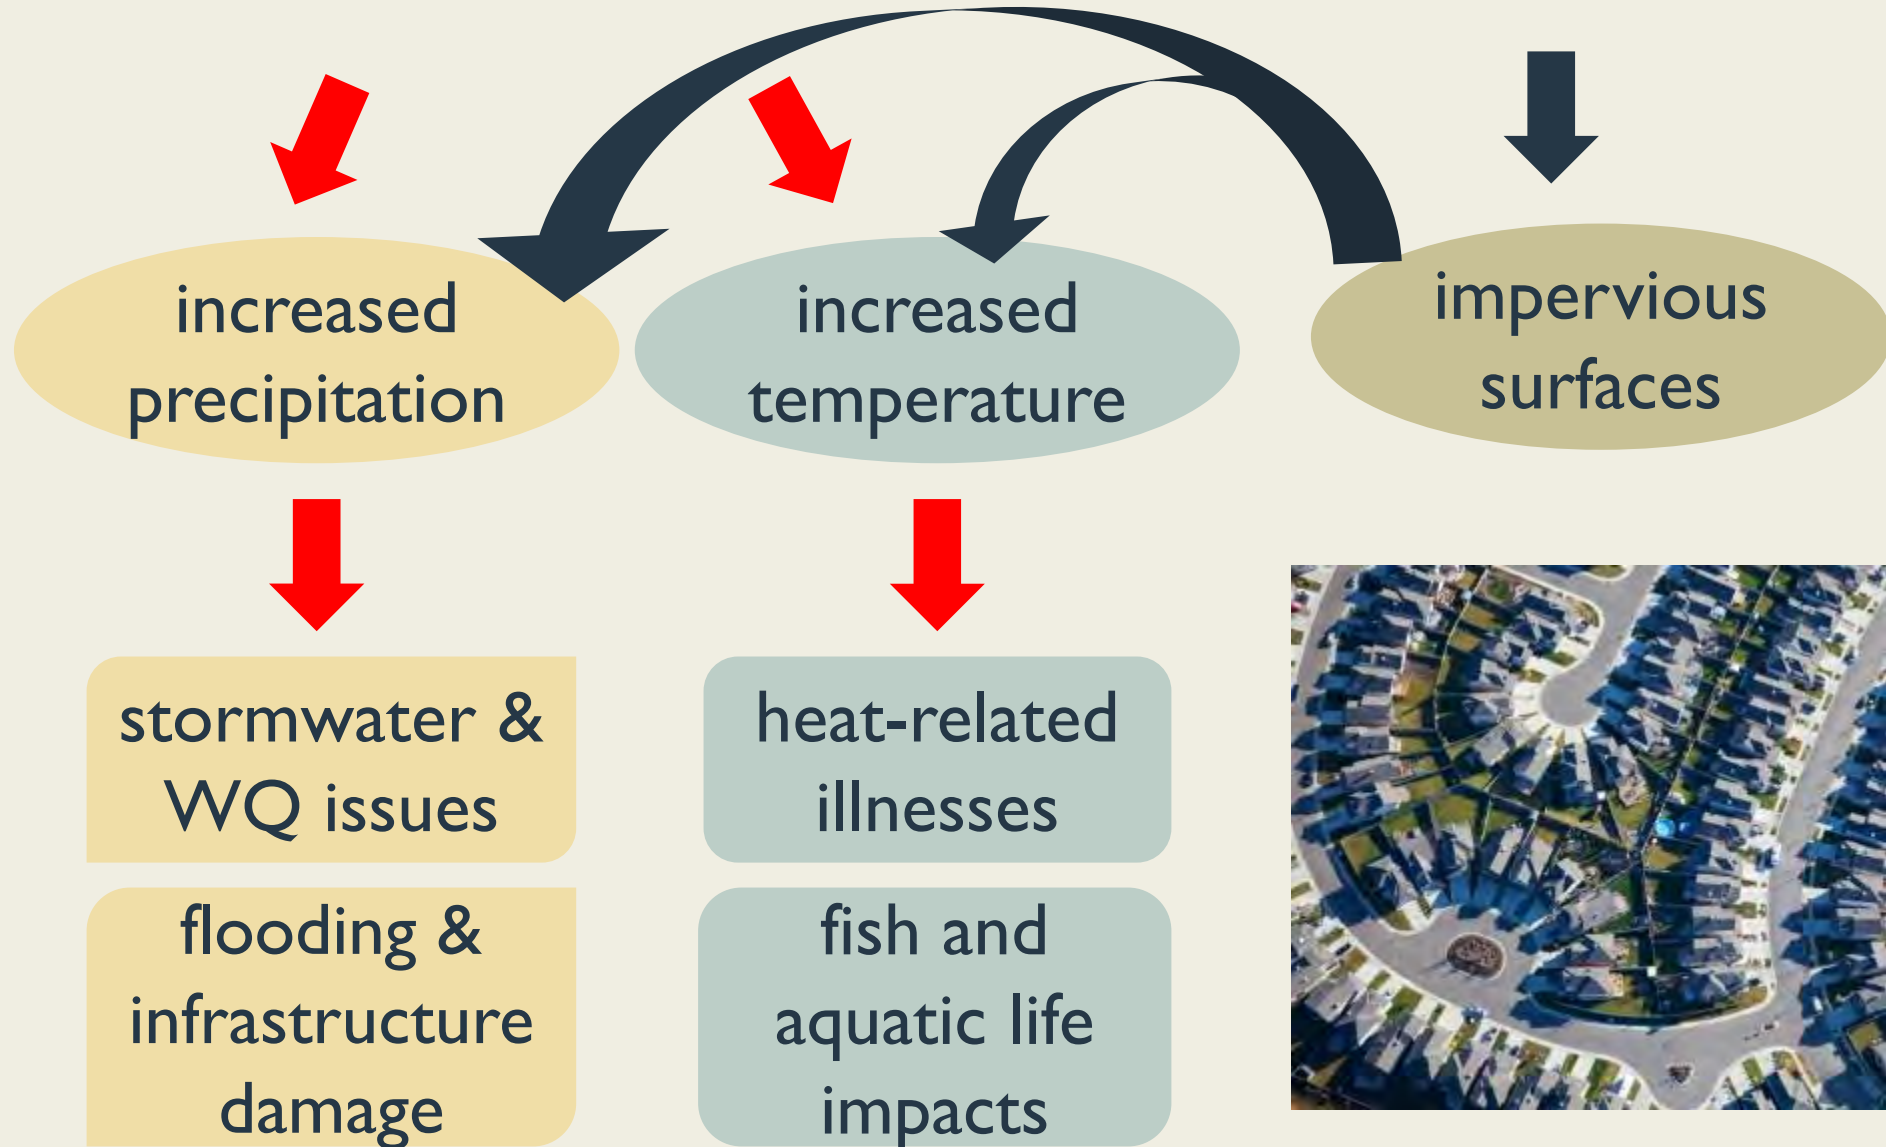 increased
precipitation
increased
temperature
impervious
surfaces
stormwater &
WQ issues
heat-related
illnesses
flooding &
infrastructure
damage
fish and
aquatic life
impacts